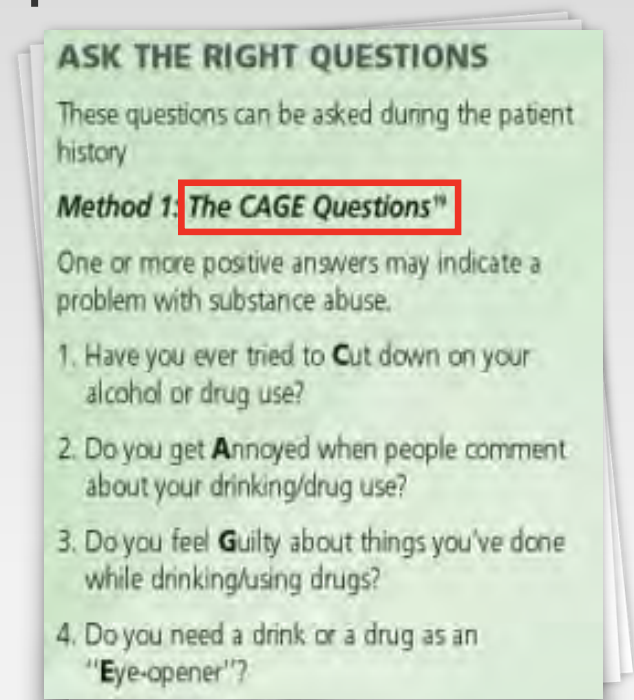 ASK THE RIGHT QUESTIONS
These questions can be asked during the patient
history
Method 1: The CAGE Questions¹⁹
One or more positive answers may indicate a
problem with substance abuse.
1. Have you ever tried to Cut down on your
alcohol or drug use?
2. Do you get Annoyed when people comment
about your drinking/drug use?
3. Do you feel Guilty about things you've done
while drinking/using drugs?
4. Do you need a drink or a drug as an
"Eye-opener"?